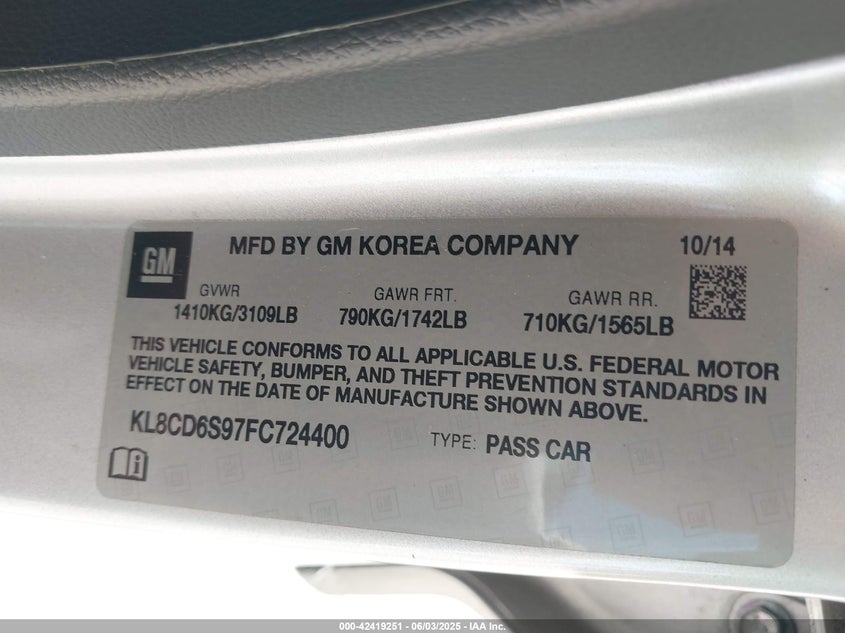 GM
MFD BY GM KOREA COMPANY
10/14
GVWR
GAWR FRT.
GAWR RR.
1410KG/3109LB
790KG/1742LB
710KG/1565LB
THIS VEHICLE CONFORMS TO ALL APPLICABLE U.S. FEDERAL MOTOR
VEHICLE SAFETY, BUMPER, AND THEFT PREVENTION STANDARDS IN
EFFECT ON THE DATE OF MANUFACTURE SHOWN ABOVE.
KL8CD6S97FC724400
TYPE: PASS CAR
000-42419251 - 06/03/2025 - IAA Inc.